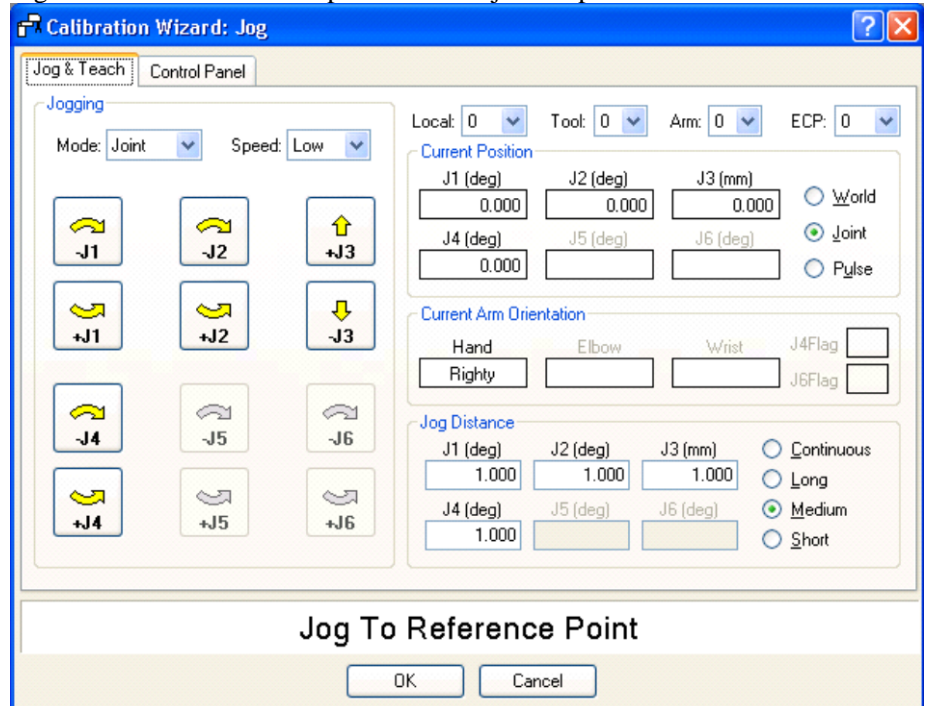 Calibration Wizard: Jog
Jog & Teach
Control Panel
Jogging
Mode: Joint
Speed: Low
-J1
-J2
+J3
+J1
+J2
-J3
-J4
-J5
-J6
+J4
+J5
+J6
Local: 0
Tool: 0
Arm: 0
ECP: 0
Current Position
J1 (deg)
J2 (deg)
J3 (mm)
0.000
0.000
0.000
J4 (deg)
J5 (deg)
J6 (deg)
0.000
World
Joint
Pulse
Current Arm Orientation
Hand
Elbow
Wrist
Righty
J4Flag
J6Flag
Jog Distance
J1 (deg)
J2 (deg)
J3 (mm)
1.000
1.000
1.000
J4 (deg)
J5 (deg)
J6 (deg)
1.000
Continuous
Long
Medium
Short
Jog To Reference Point
OK
Cancel